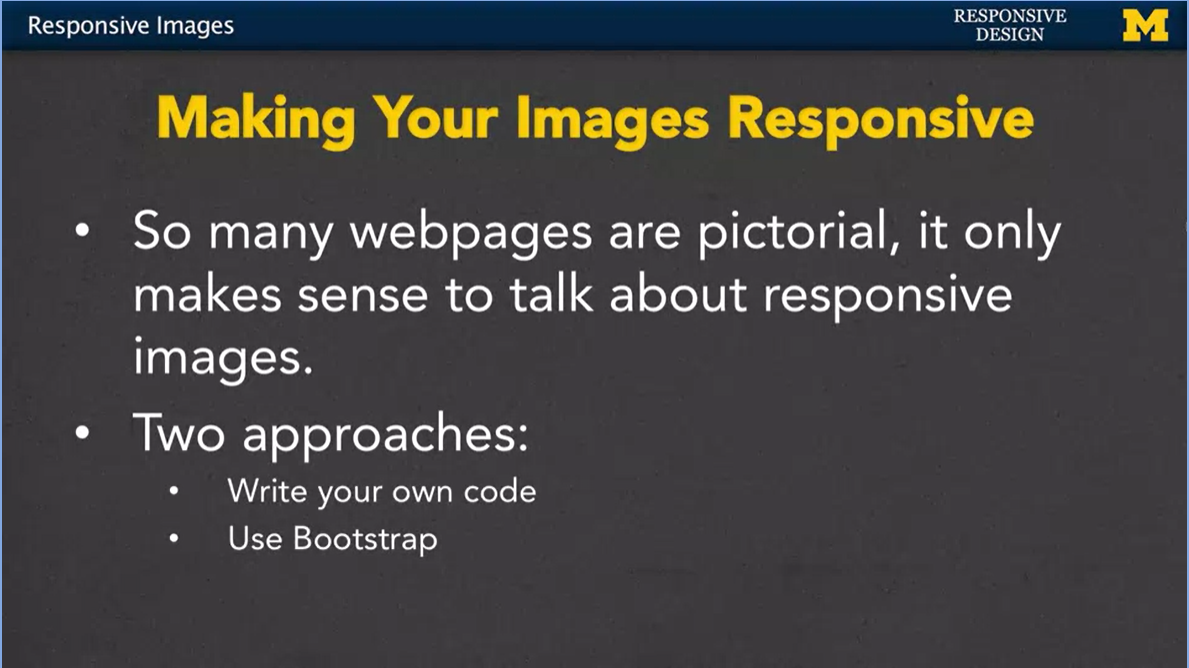 Responsive Images
RESPONSIVE
DESIGN
M
Making Your Images Responsive
• So many webpages are pictorial, it only
makes sense to talk about responsive
images.
• Two approaches:
• Write your own code
• Use Bootstrap